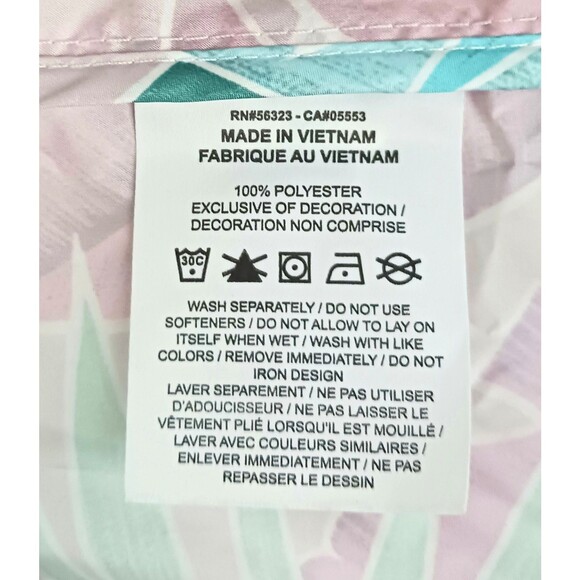 RN#56323 - CA#05553
MADE IN VIETNAM
FABRIQUE AU VIETNAM
100% POLYESTER
EXCLUSIVE OF DECORATION /
DECORATION NON COMPRISE
30C
WASH SEPARATELY / DO NOT USE
SOFTENERS / DO NOT ALLOW TO LAY ON
ITSELF WHEN WET / WASH WITH LIKE
COLORS / REMOVE IMMEDIATELY / DO NOT
IRON DESIGN
LAVER SEPAREMENT / NE PAS UTILISER
D'ADOUCISSEUR / NE PAS LAISSER LE
VÊTEMENT PLIÉ LORSQU'IL EST MOUILLÉ /
LAVER AVEC COULEURS SIMILAIRES /
ENLEVER IMMEDIATEMENT / NE PAS
REPASSER LE DESSIN